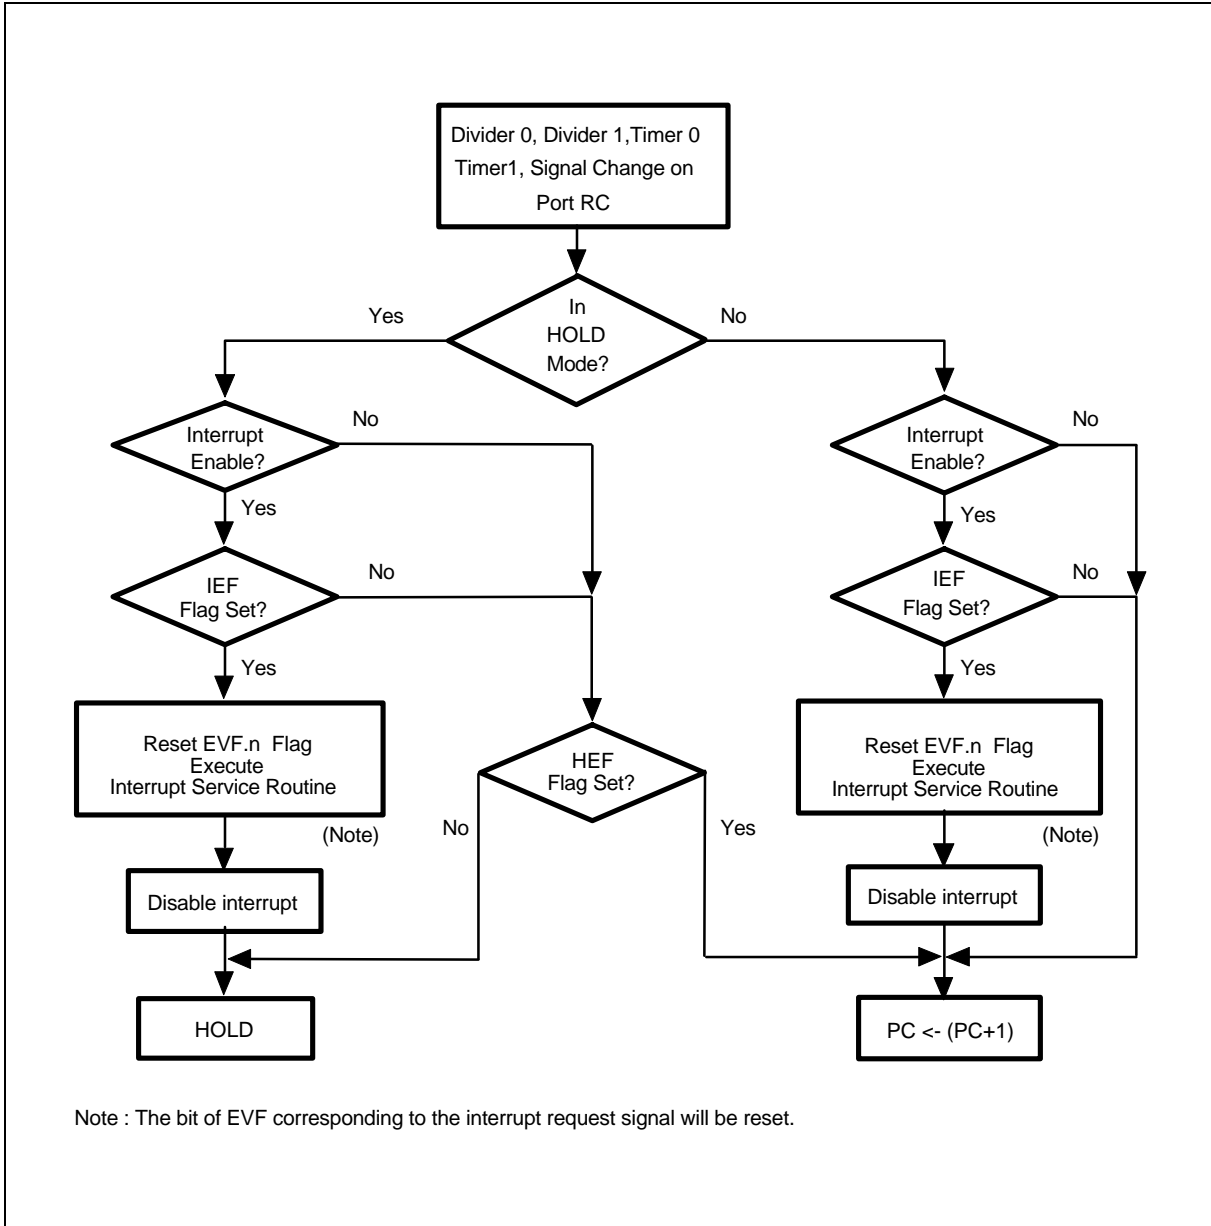 Divider 0, Divider 1,Timer 0
Timer1, Signal Change on
Port RC
In
HOLD
Mode?
Yes
No
Interrupt
Enable?
No
Yes
IEF
Flag Set?
No
Yes
Reset EVF.n  Flag
Execute
Interrupt Service Routine
(Note)
Disable interrupt
HOLD
HEF
Flag Set?
No
Yes
Interrupt
Enable?
No
Yes
IEF
Flag Set?
No
Yes
Reset EVF.n  Flag
Execute
Interrupt Service Routine
(Note)
Disable interrupt
PC <- (PC+1)
Note : The bit of EVF corresponding to the interrupt request signal will be reset.